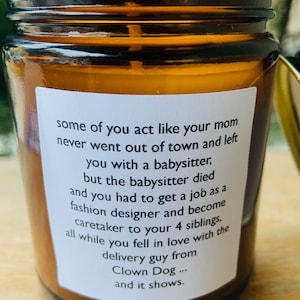 some of you act like your mom
never went out of town and left
you with a babysitter,
but the babysitter died
and you had to get a job as a
fashion designer and become
caretaker to your 4 siblings,
all while you fell in love with the
delivery guy from
Clown Dog ...
and it shows.